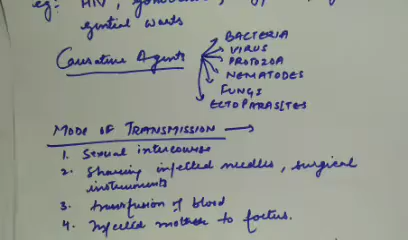 eg: HIV, gonorrhoea,
genital warts
Causative Agents
BACTERIA
VIRUS
PROTOZOA
NEMATODES
FUNGS
ECTOPARASITES
MODE OF TRANSMISSION →
1. Sexual intercourse
2. Sharing infected needles, surgical
instruments
3. transfusion of blood
4. Infected mother to foetus.